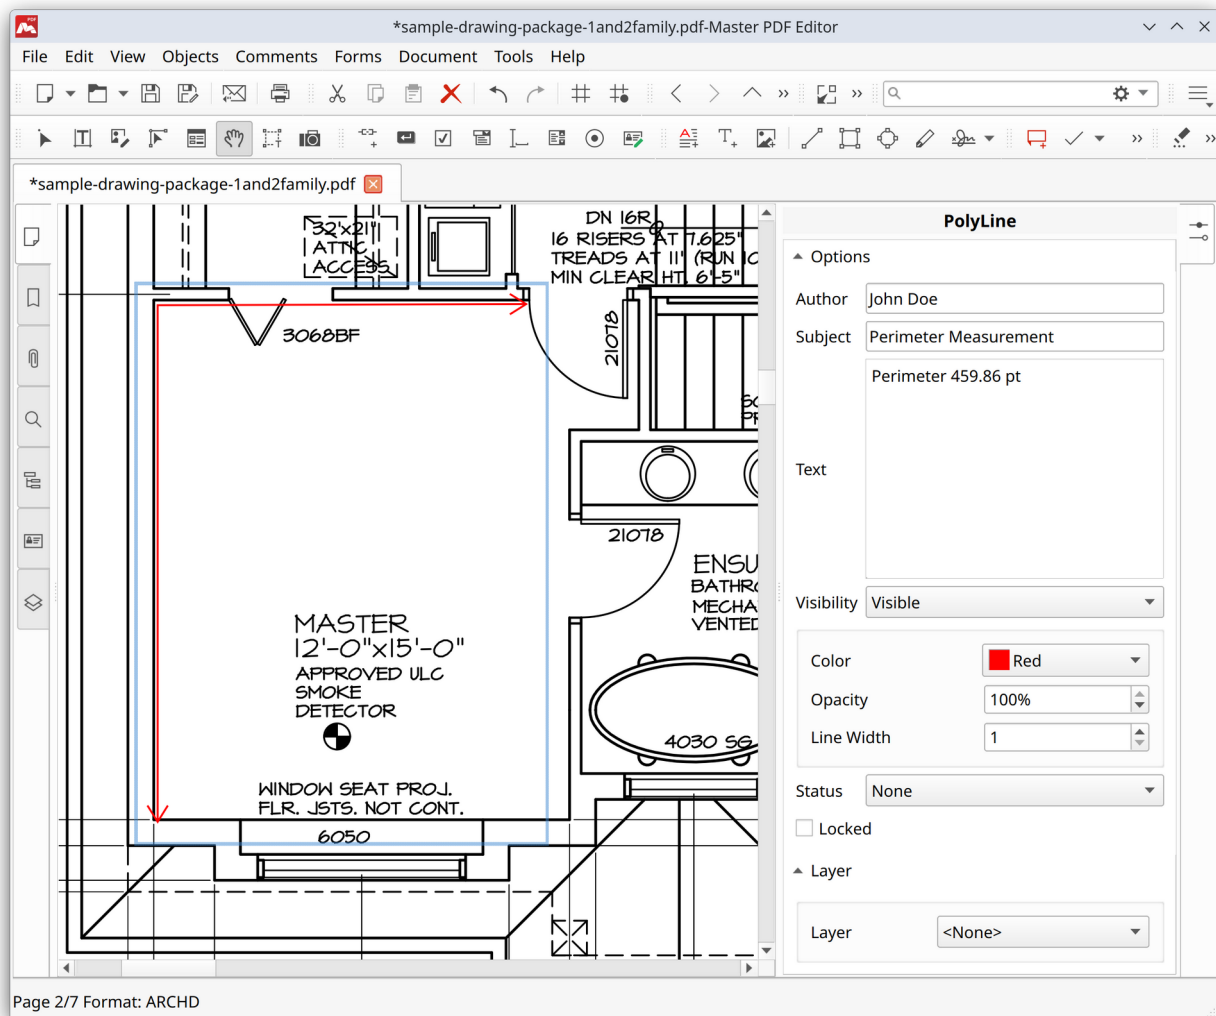 *sample-drawing-package-1and2family.pdf-Master PDF Editor
File Edit View Objects Comments Forms Document Tools Help
*sample-drawing-package-1and2family.pdf
32"x21"
ATTIC
ACCESS
DN 16R
16 RISERS AT 7.625"
TREADS AT 11" (RUN
MIN CLEAR HT. 6'-5"
3068BF
21078
21078
MASTER
12'-0"x15'-0"
APPROVED ULC
SMOKE
DETECTOR
WINDOW SEAT PROJ.
FLR. JSTS. NOT CONT.
6050
ENSU
BATHR
MECHA
VENTED
4030 SG
PolyLine
Options
Author John Doe
Subject Perimeter Measurement
Text Perimeter 459.86 pt
Visibility Visible
Color Red
Opacity 100%
Line Width 1
Status None
Locked
Layer
Layer <None>
Page 2/7 Format: ARCHD